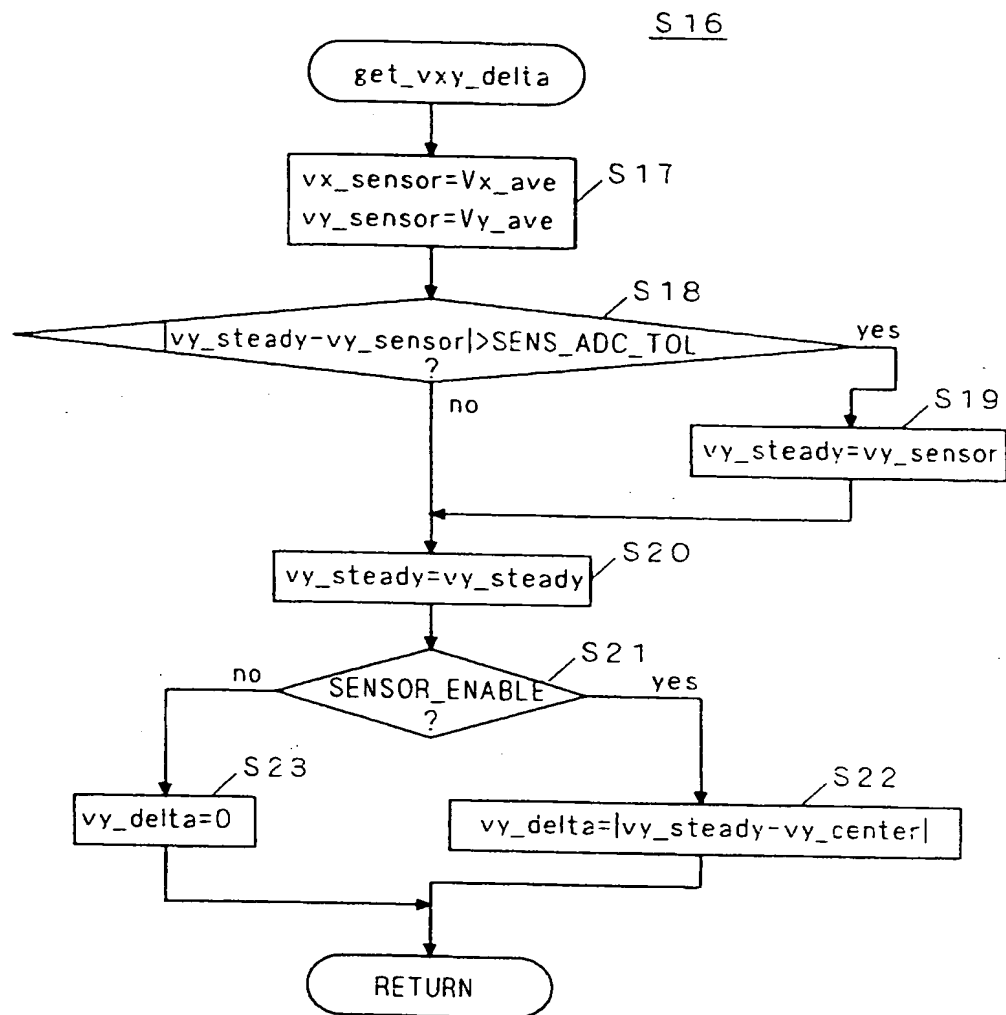 S16
get_vxy_delta
vx_sensor=Vx_ave
vy_sensor=Vy_ave
S17
S18
|vy_steady-vy_sensor|>SENS_ADC_TOL
?
yes
no
S19
vy_steady=vy_sensor
S20
vy_steady=vy_steady
S21
no
SENSOR_ENABLE
?
yes
S23
vy_delta=0
S22
vy_delta=|vy_steady-vy_center|
RETURN